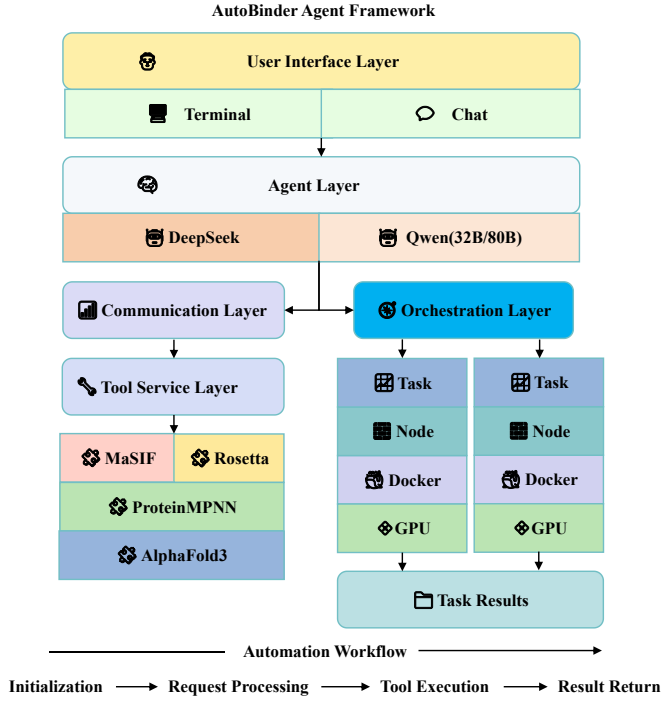 AutoBinder Agent Framework
User Interface Layer
Terminal
Chat
Agent Layer
DeepSeek
Qwen(32B/80B)
Communication Layer
Orchestration Layer
Tool Service Layer
MaSIF
Rosetta
ProteinMPNN
AlphaFold3
Task
Node
Docker
GPU
Task
Node
Docker
GPU
Task Results
Automation Workflow
Initialization
Request Processing
Tool Execution
Result Return